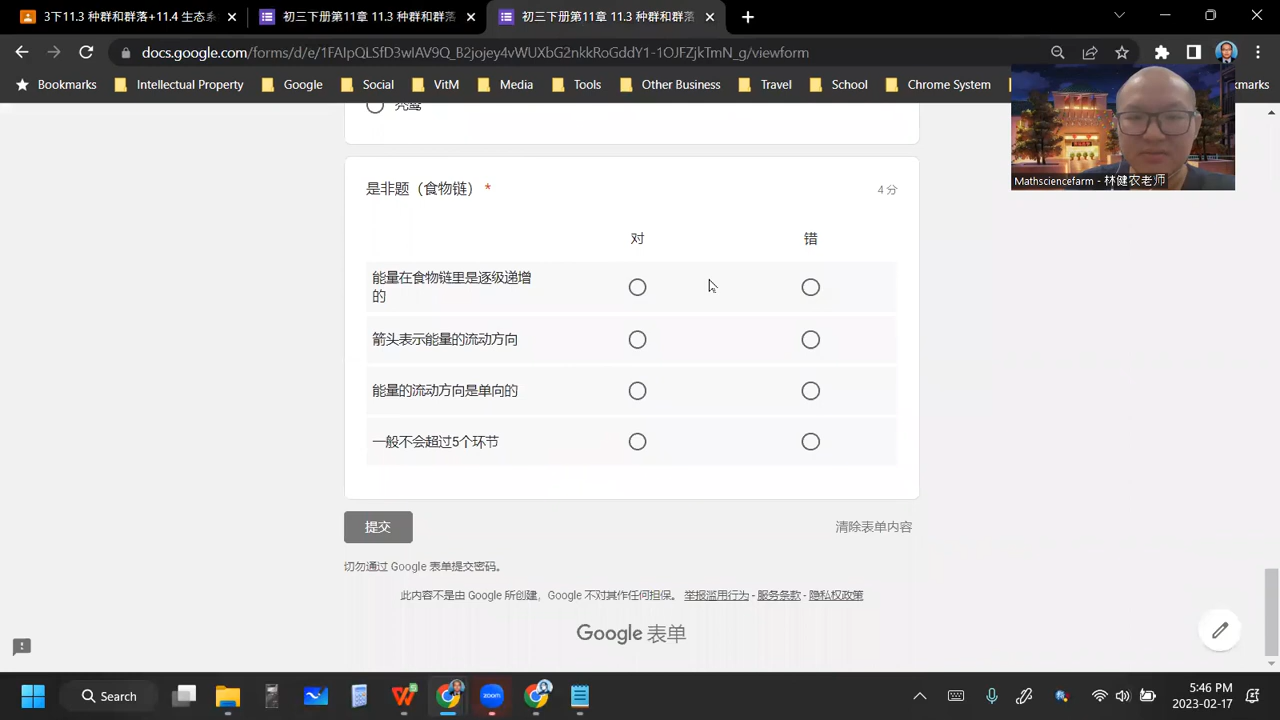 3下11.3 种群和群落+11.4 生态系
初三下册第11章 11.3 种群和群落
初三下册第11章 11.3 种群和群落
docs.google.com/forms/d/e/1FAIpQLSfD3wIAV9Q_B2jojey4vWUXbG2nkkRoGddY1-1OJFZjkTmN_g/viewform
Bookmarks Intellectual Property Google Social VitM Media Tools Other Business Travel School Chrome System
Mathsciencefarm - 林健农老师
秃鹫
是非题（食物链） *
4 分
对 错
能量在食物链里是逐级递增
的
箭头表示能量的流动方向
能量的流动方向是单向的
一般不会超过5个环节
提交
清除表单内容
切勿通过 Google 表单提交密码。
此内容不是由 Google 所创建，Google 不对其作任何担保。 举报滥用行为 - 服务条款 - 隐私权政策
Google 表单
Search
zoom
5:46 PM
2023-02-17